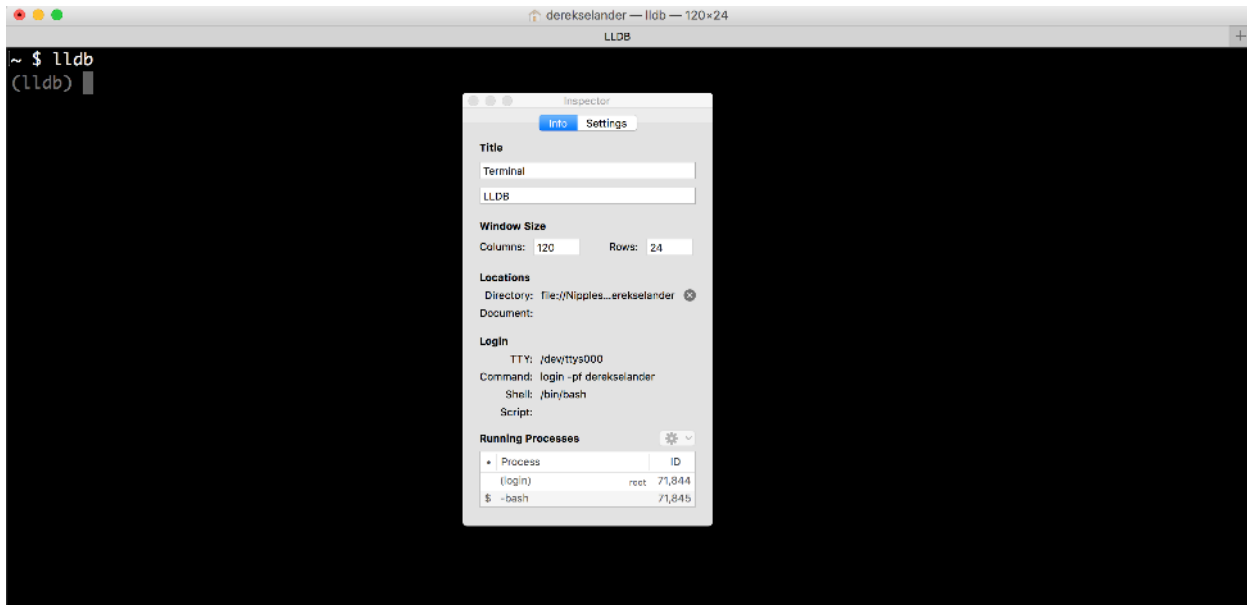 derekselander — lldb — 120×24
LLDB
+
~ $ lldb
(lldb)
Inspector
Info Settings
Title
Terminal
LLDB
Window Size
Columns: 120 Rows: 24
Locations
Directory: file://Nipples...erekselander
Document:
Login
TTY: /dev/ttys000
Command: login -pf derekselander
Shell: /bin/bash
Script:
Running Processes
• Process ID
(login) root 71,844
$ -bash 71,845